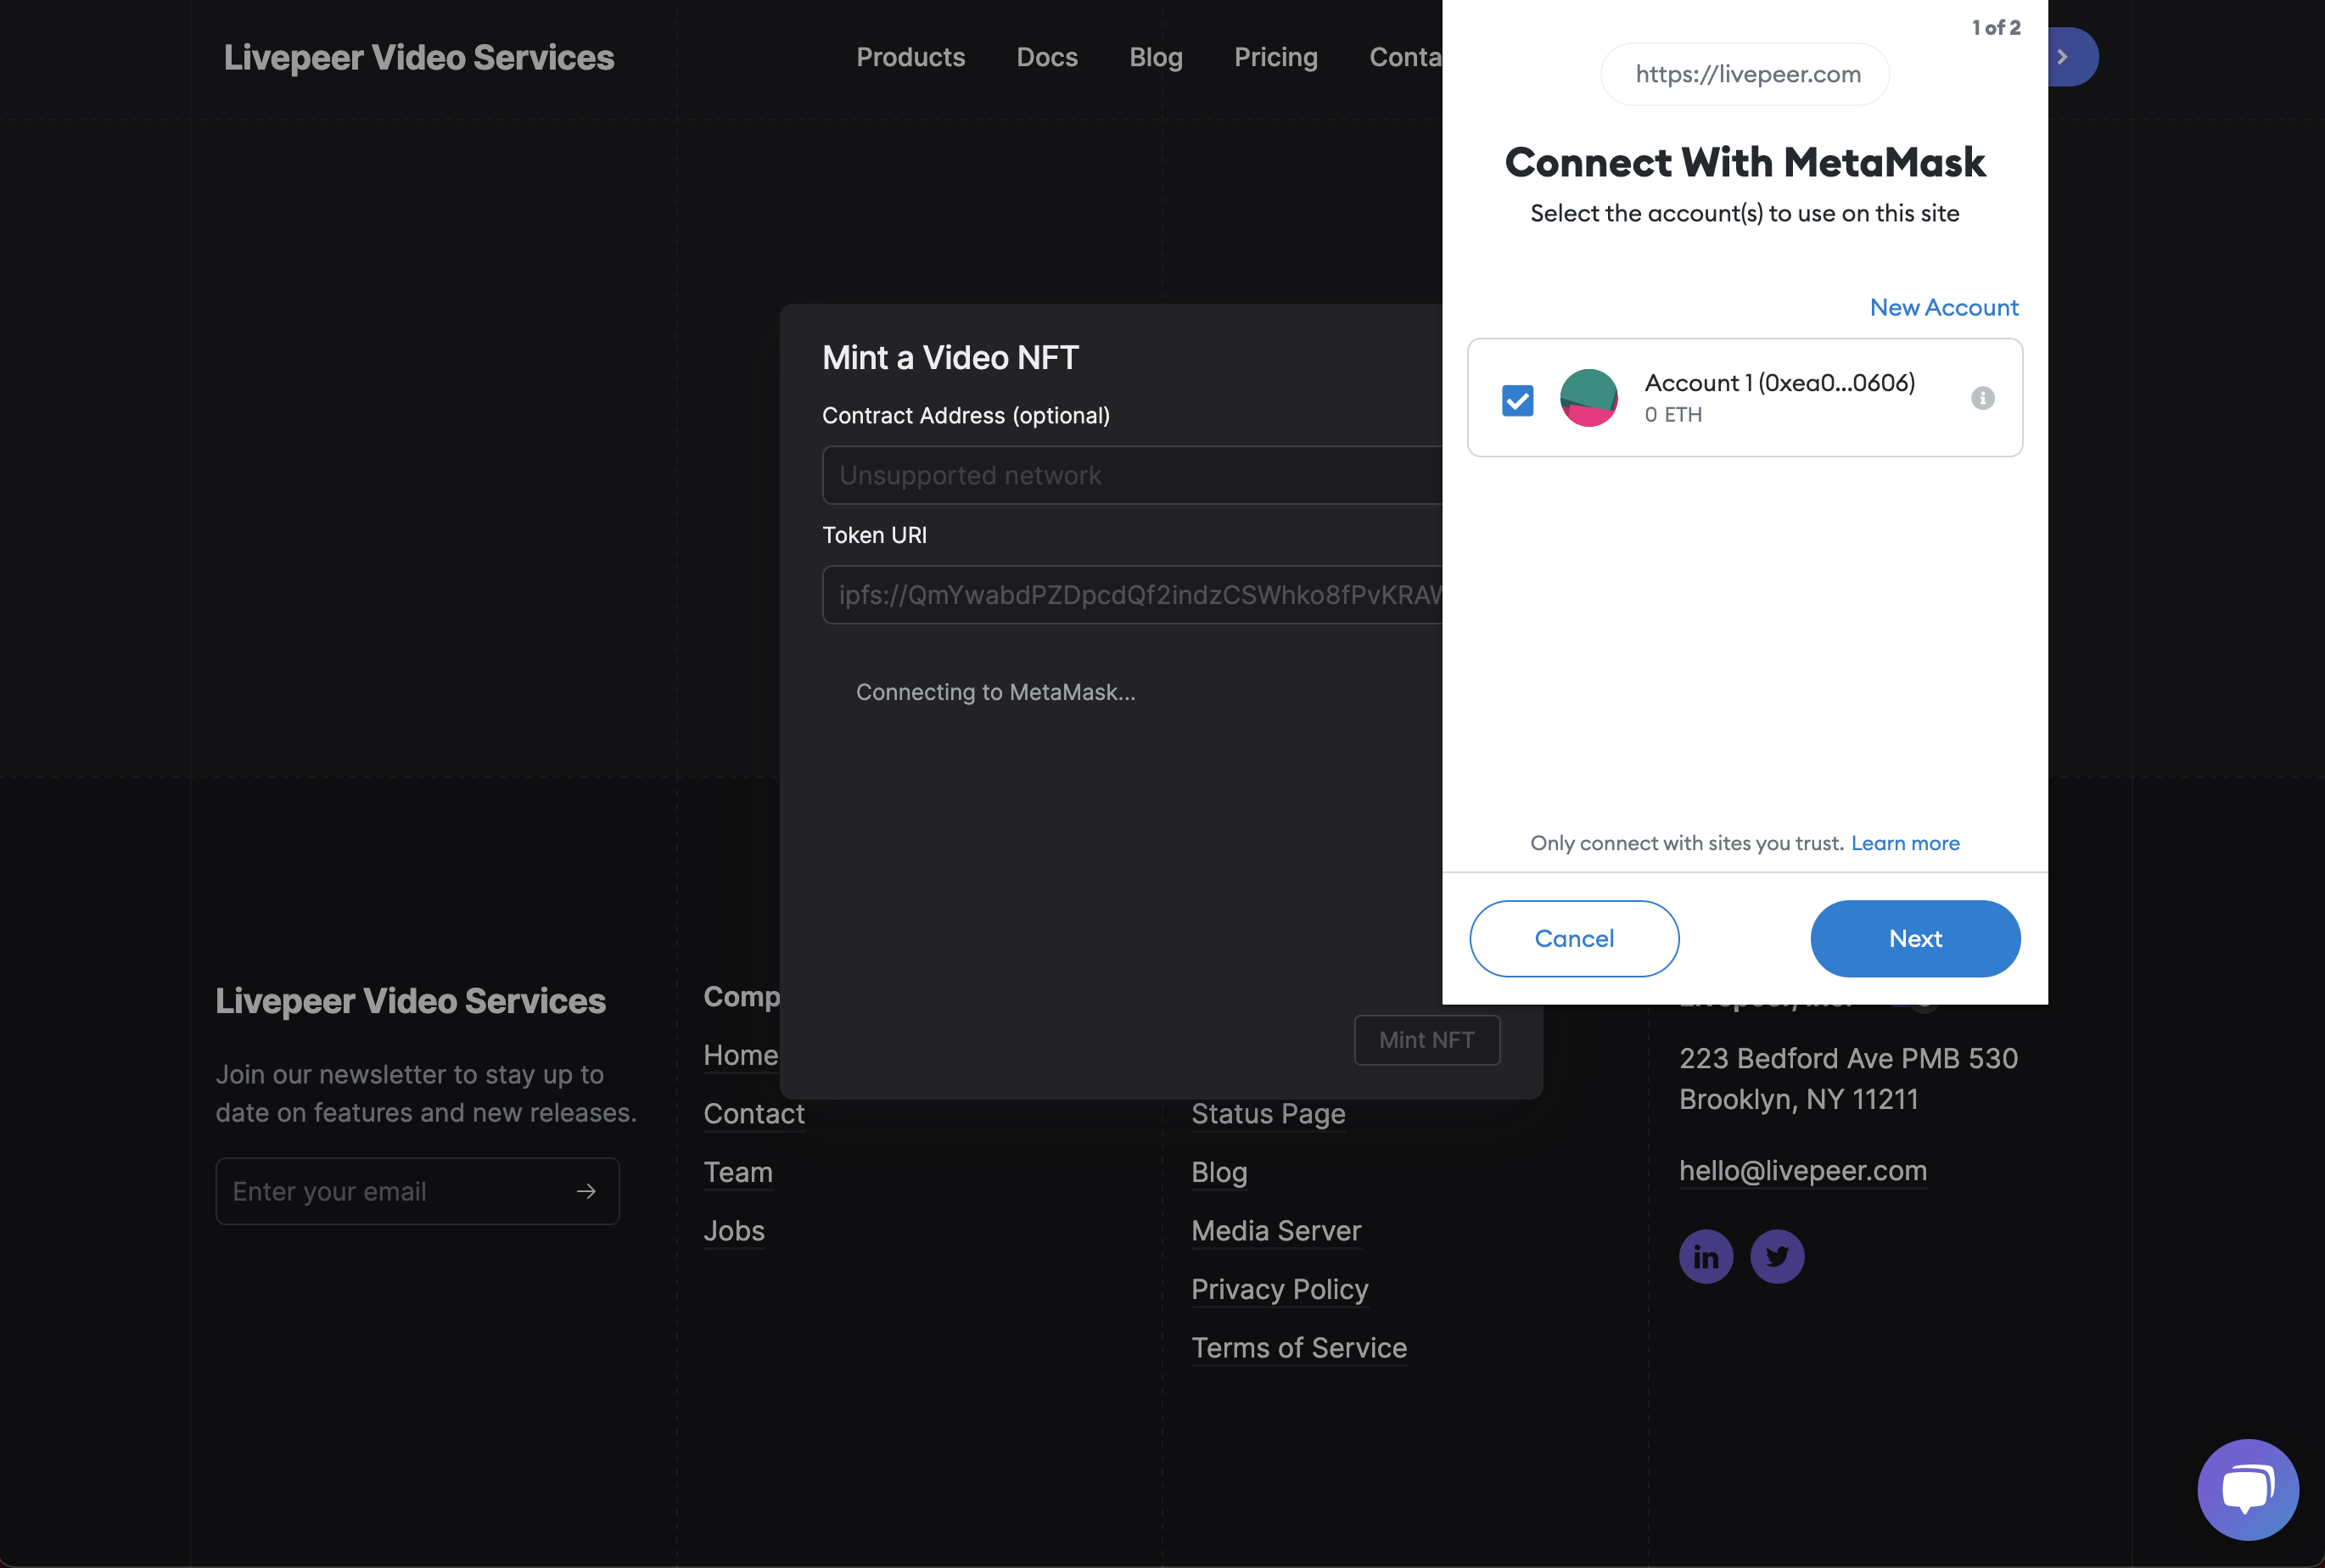 Livepeer Video Services
Products
Docs
Blog
Pricing
Conta
1 of 2
https://livepeer.com
Connect With MetaMask
Select the account(s) to use on this site
New Account
Account 1 (0xea0...0606)
0 ETH
Only connect with sites you trust. Learn more
Cancel
Next
Mint a Video NFT
Contract Address (optional)
Unsupported network
Token URI
ipfs://QmYwabdPZDpcdQf2indzCSWhko8fPvKRAW
Connecting to MetaMask...
Mint NFT
Livepeer Video Services
Join our newsletter to stay up to
date on features and new releases.
Enter your email
Comp
Home
Contact
Team
Jobs
Status Page
Blog
Media Server
Privacy Policy
Terms of Service
223 Bedford Ave PMB 530
Brooklyn, NY 11211
hello@livepeer.com
in